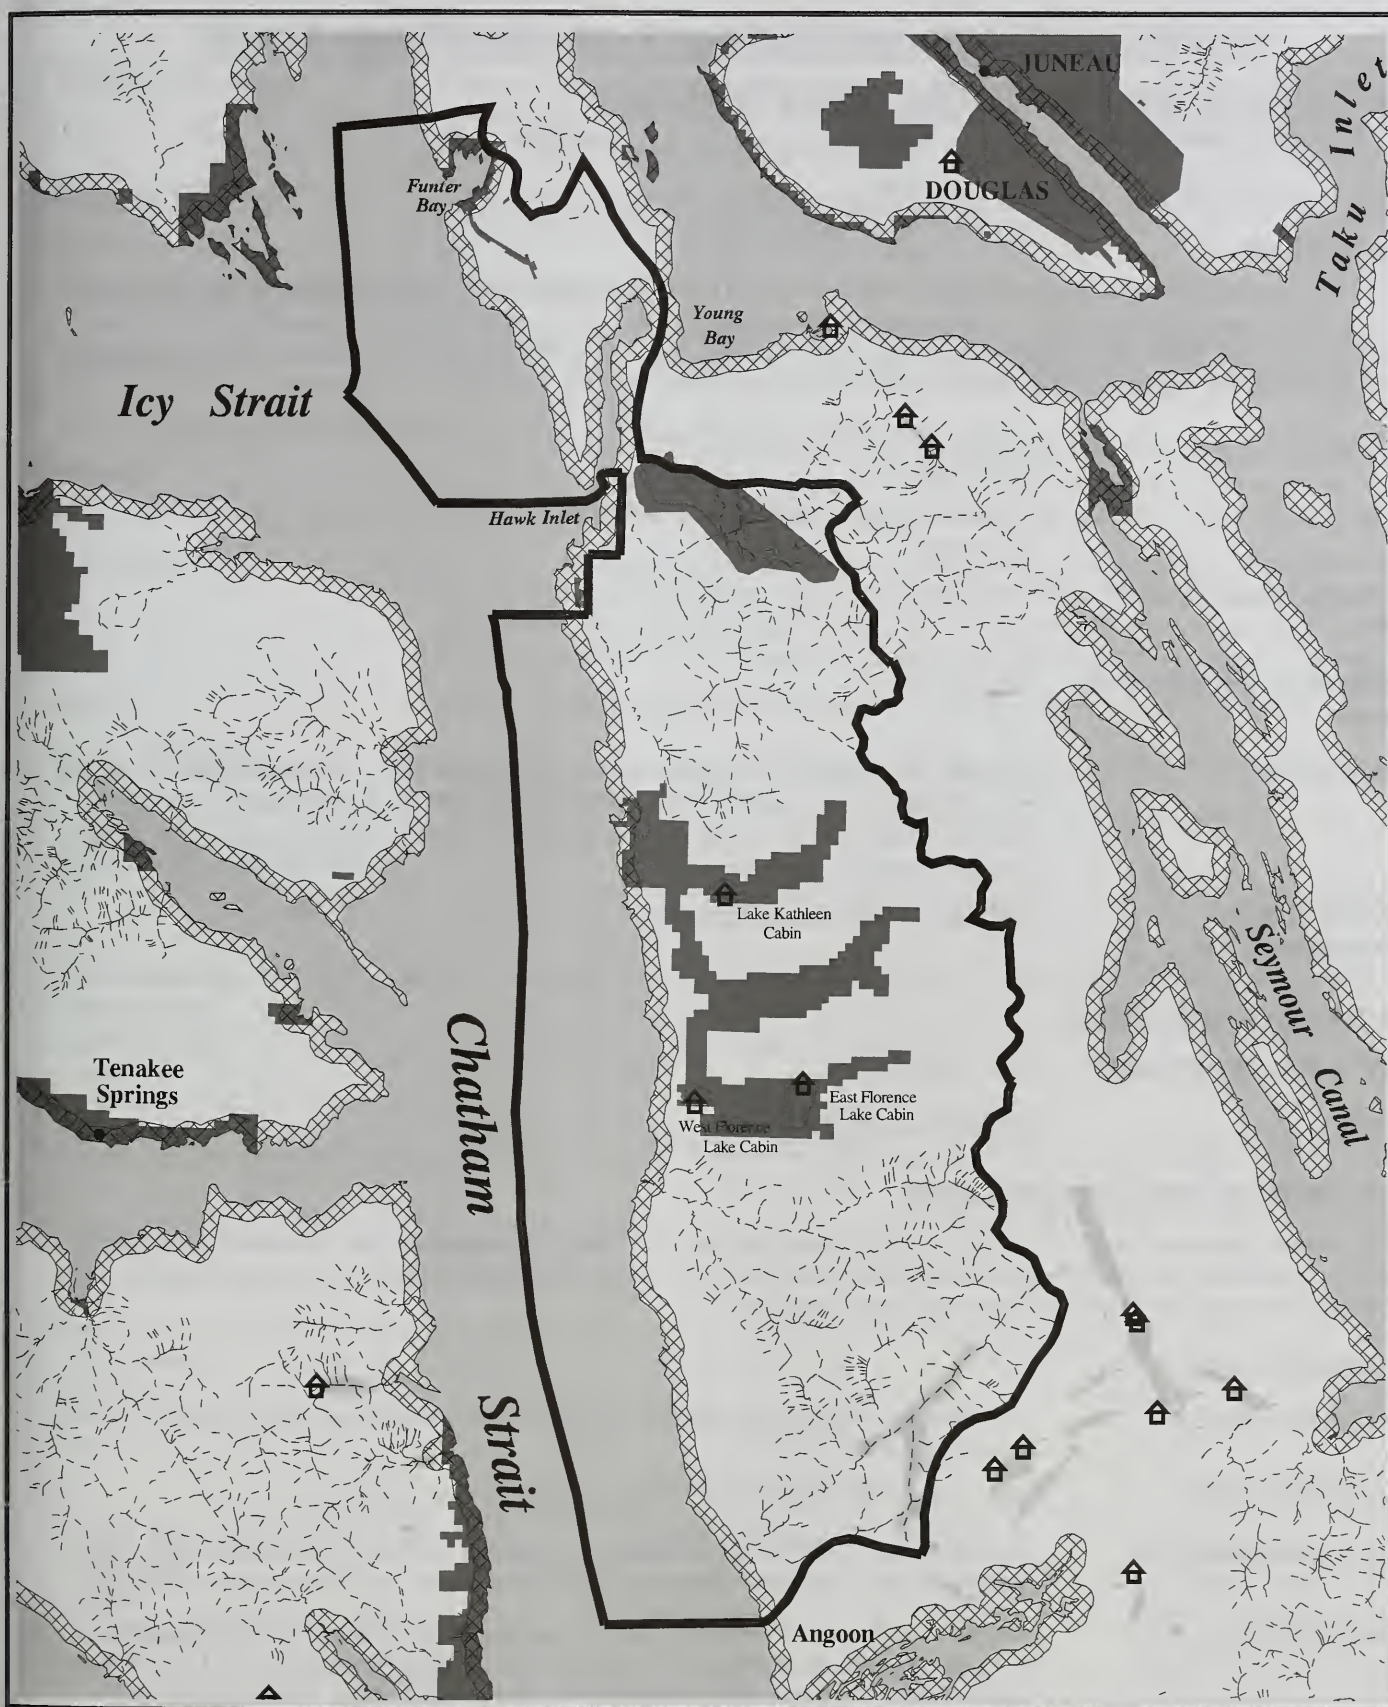 JUNEAU
Taku Inlet
DOUGLAS
Funter
Bay
Young
Bay
Icy Strait
Hawk Inlet
Lake Kathleen
Cabin
Seymour Canal
Chatham Strait
Tenakee
Springs
East Florence
Lake Cabin
West Florence
Lake Cabin
Angoon